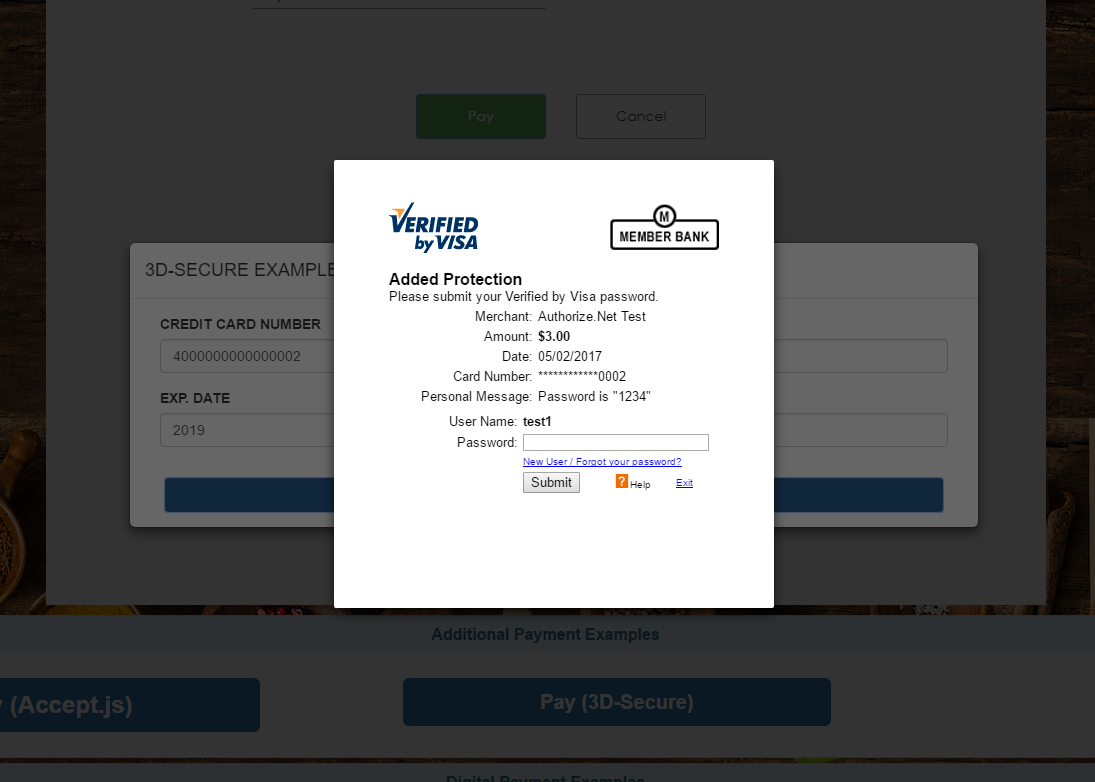 Pay
Cancel
VERIFIED
by VISA
M
MEMBER BANK
Added Protection
Please submit your Verified by Visa password.
Merchant: Authorize.Net Test
Amount: $3.00
Date: 05/02/2017
Card Number: ************0002
Personal Message: Password is "1234"
User Name: test1
Password:
New User / Forgot your password?
Submit
? Help
Exit
3D-SECURE EXAMPLE
CREDIT CARD NUMBER
4000000000000002
EXP. DATE
2019
Additional Payment Examples
(Accept.js)
Pay (3D-Secure)
Digital Payment Examples